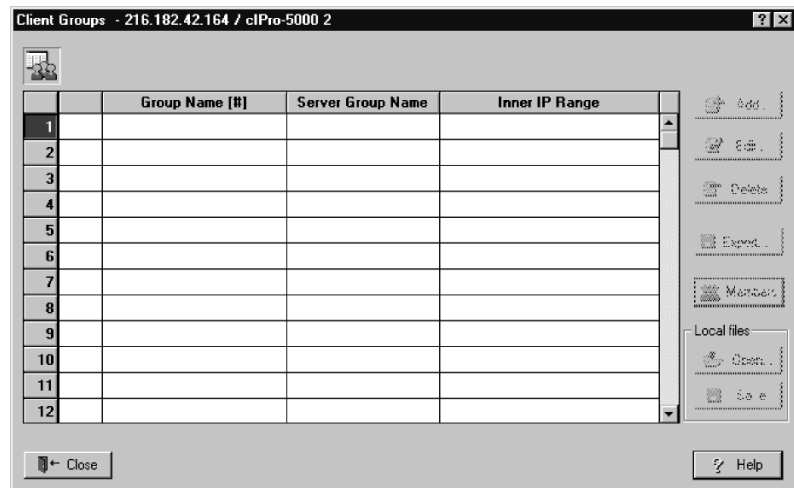 Client Groups - 216.182.42.164 / cIPro-5000 2
Group Name [#] Server Group Name Inner IP Range
1
2
3
4
5
6
7
8
9
10
11
12
Add..
Edit..
Delete
Export..
Members
Local files
Open..
Save
Close
Help